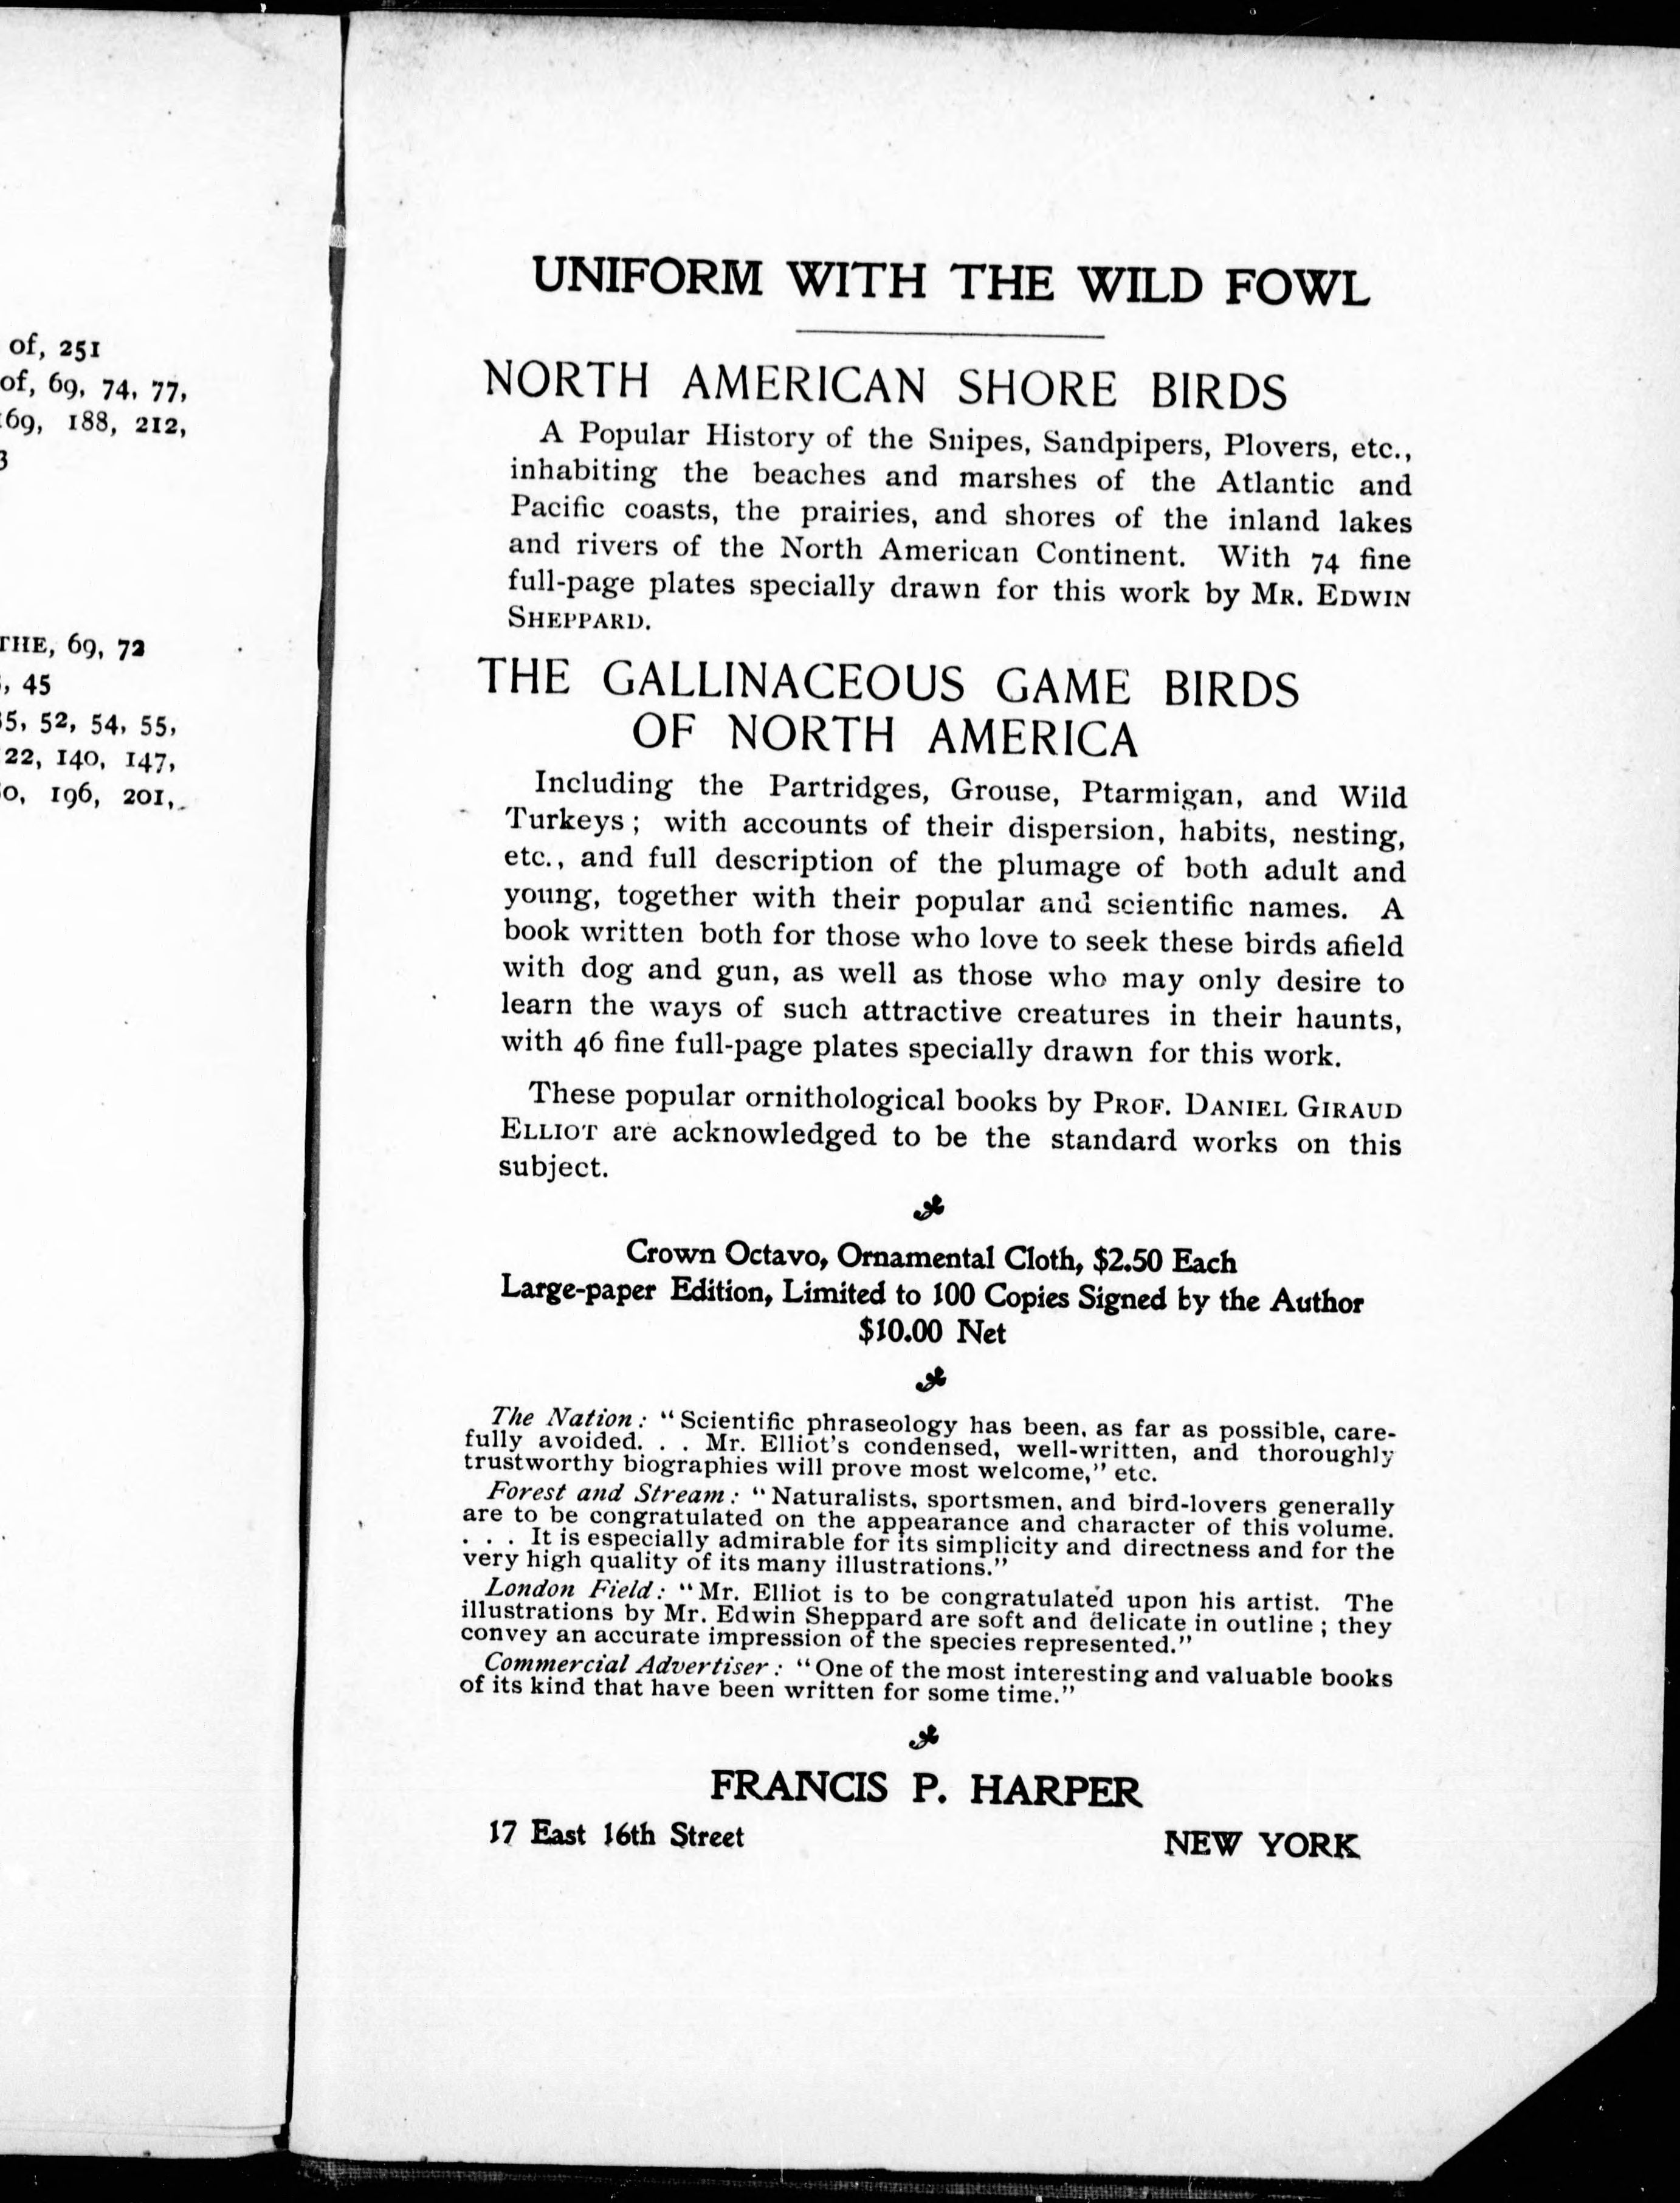 of, 251
of, 69, 74, 77,
69, 188, 212,
3
THE, 69, 72
, 45
35, 52, 54, 55,
22, 140, 147,
0, 196, 201,
UNIFORM WITH THE WILD FOWL
NORTH AMERICAN SHORE BIRDS
A Popular History of the Snipes, Sandpipers, Plovers, etc.,
inhabiting the beaches and marshes of the Atlantic and
Pacific coasts, the prairies, and shores of the inland lakes
and rivers of the North American Continent. With 74 fine
full-page plates specially drawn for this work by MR. EDWIN
SHEPPARD.
THE GALLINACEOUS GAME BIRDS
OF NORTH AMERICA
Including the Partridges, Grouse, Ptarmigan, and Wild
Turkeys; with accounts of their dispersion, habits, nesting,
etc., and full description of the plumage of both adult and
young, together with their popular and scientific names. A
book written both for those who love to seek these birds afield
with dog and gun, as well as those who may only desire to
learn the ways of such attractive creatures in their haunts,
with 46 fine full-page plates specially drawn for this work.
These popular ornithological books by PROF. DANIEL GIRAUD
ELLIOT are acknowledged to be the standard works on this
subject.
Crown Octavo, Ornamental Cloth, $2.50 Each
Large-paper Edition, Limited to 100 Copies Signed by the Author
$10.00 Net
The Nation: "Scientific phraseology has been, as far as possible, care-
fully avoided. . . Mr. Elliot's condensed, well-written, and thoroughly
trustworthy biographies will prove most welcome," etc.
Forest and Stream: "Naturalists, sportsmen, and bird-lovers generally
are to be congratulated on the appearance and character of this volume.
. . . It is especially admirable for its simplicity and directness and for the
very high quality of its many illustrations."
London Field: "Mr. Elliot is to be congratulated upon his artist. The
illustrations by Mr. Edwin Sheppard are soft and delicate in outline; they
convey an accurate impression of the species represented."
Commercial Advertiser: "One of the most interesting and valuable books
of its kind that have been written for some time."
FRANCIS P. HARPER
17 East 16th Street NEW YORK